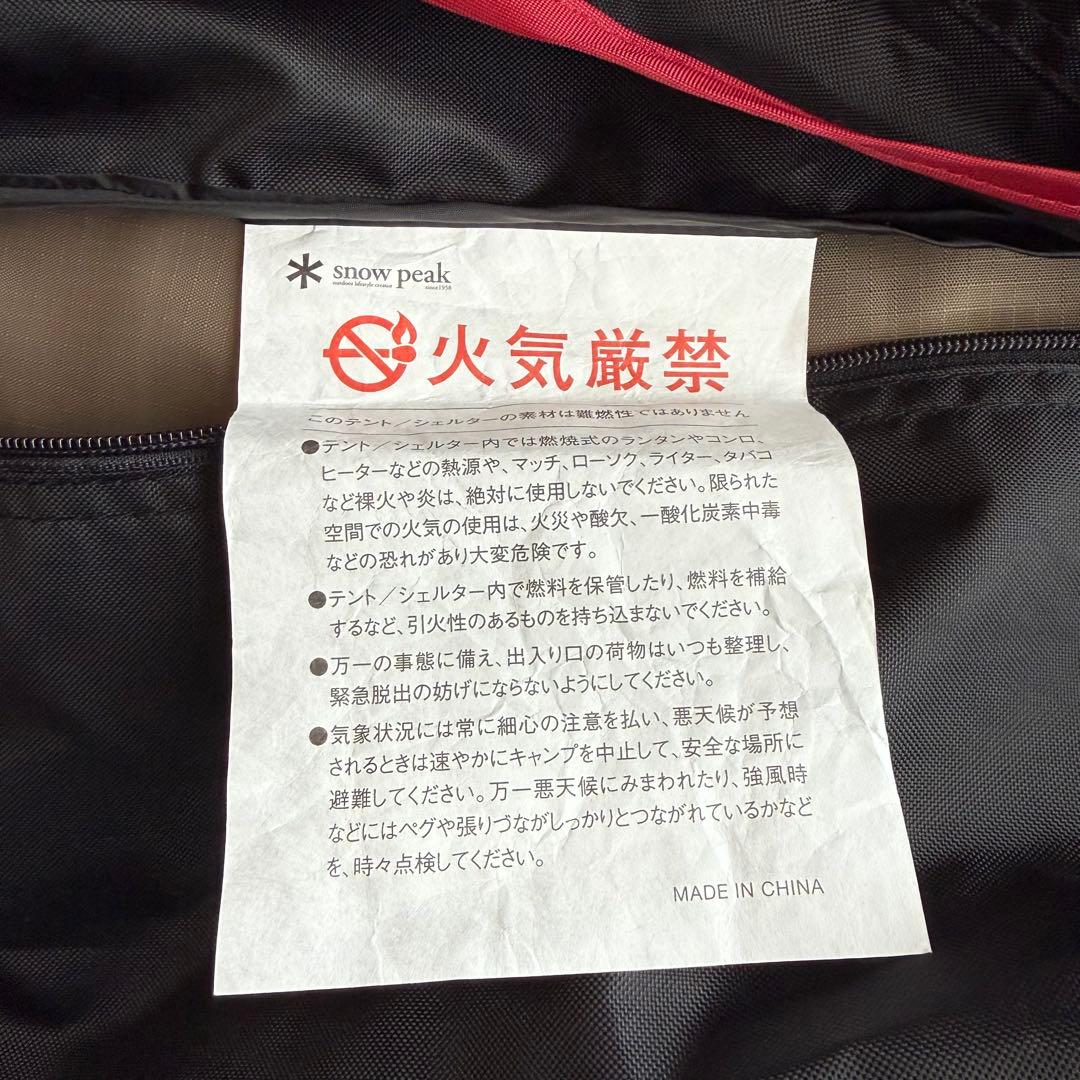 snow peak
outdoor lifestyle creator
since1958
火気厳禁
このテント／シェルターの素材は難燃性ではありません
●テント／シェルター内では燃焼式のランタンやコンロ、
ヒーターなどの熱源や、マッチ、ローソク、ライター、タバコ
など裸火や炎は、絶対に使用しないでください。限られた
空間での火気の使用は、火災や酸欠、一酸化炭素中毒
などの恐れがあり大変危険です。
●テント／シェルター内で燃料を保管したり、燃料を補給
するなど、引火性のあるものを持ち込まないでください。
●万一の事態に備え、出入り口の荷物はいつも整理し、
緊急脱出の妨げにならないようにしてください。
●気象状況には常に細心の注意を払い、悪天候が予想
されるときは速やかにキャンプを中止して、安全な場所に
避難してください。万一悪天候にみまわれたり、強風時
などにはペグや張りづながしっかりとつながれているかなど
を、時々点検してください。
MADE IN CHINA